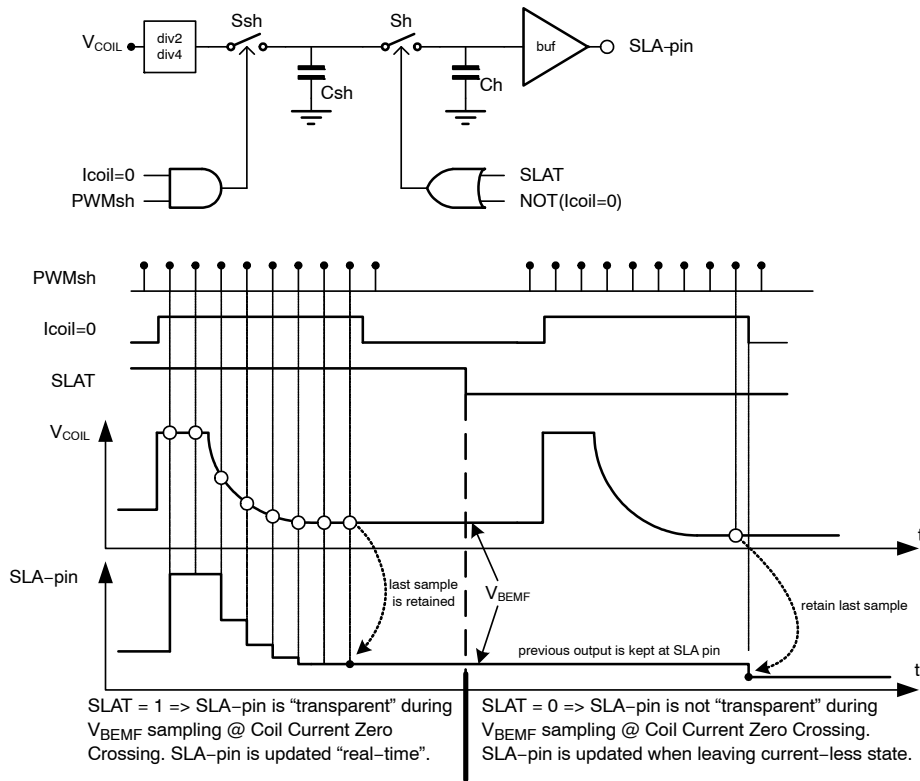 Ssh
Sh
V_COIL
div2
div4
buf
SLA-pin
Csh
Ch
Icoil=0
PWMsh
SLAT
NOT(Icoil=0)
PWMsh
Icoil=0
SLAT
V_COIL
t
SLA-pin
last sample
is retained
V_BEMF
retain last sample
previous output is kept at SLA pin
t
SLAT = 1 => SLA-pin is “transparent” during
V_BEMF sampling @ Coil Current Zero
Crossing. SLA-pin is updated “real-time”.
SLAT = 0 => SLA-pin is not “transparent” during
V_BEMF sampling @ Coil Current Zero Crossing.
SLA-pin is updated when leaving current-less state.